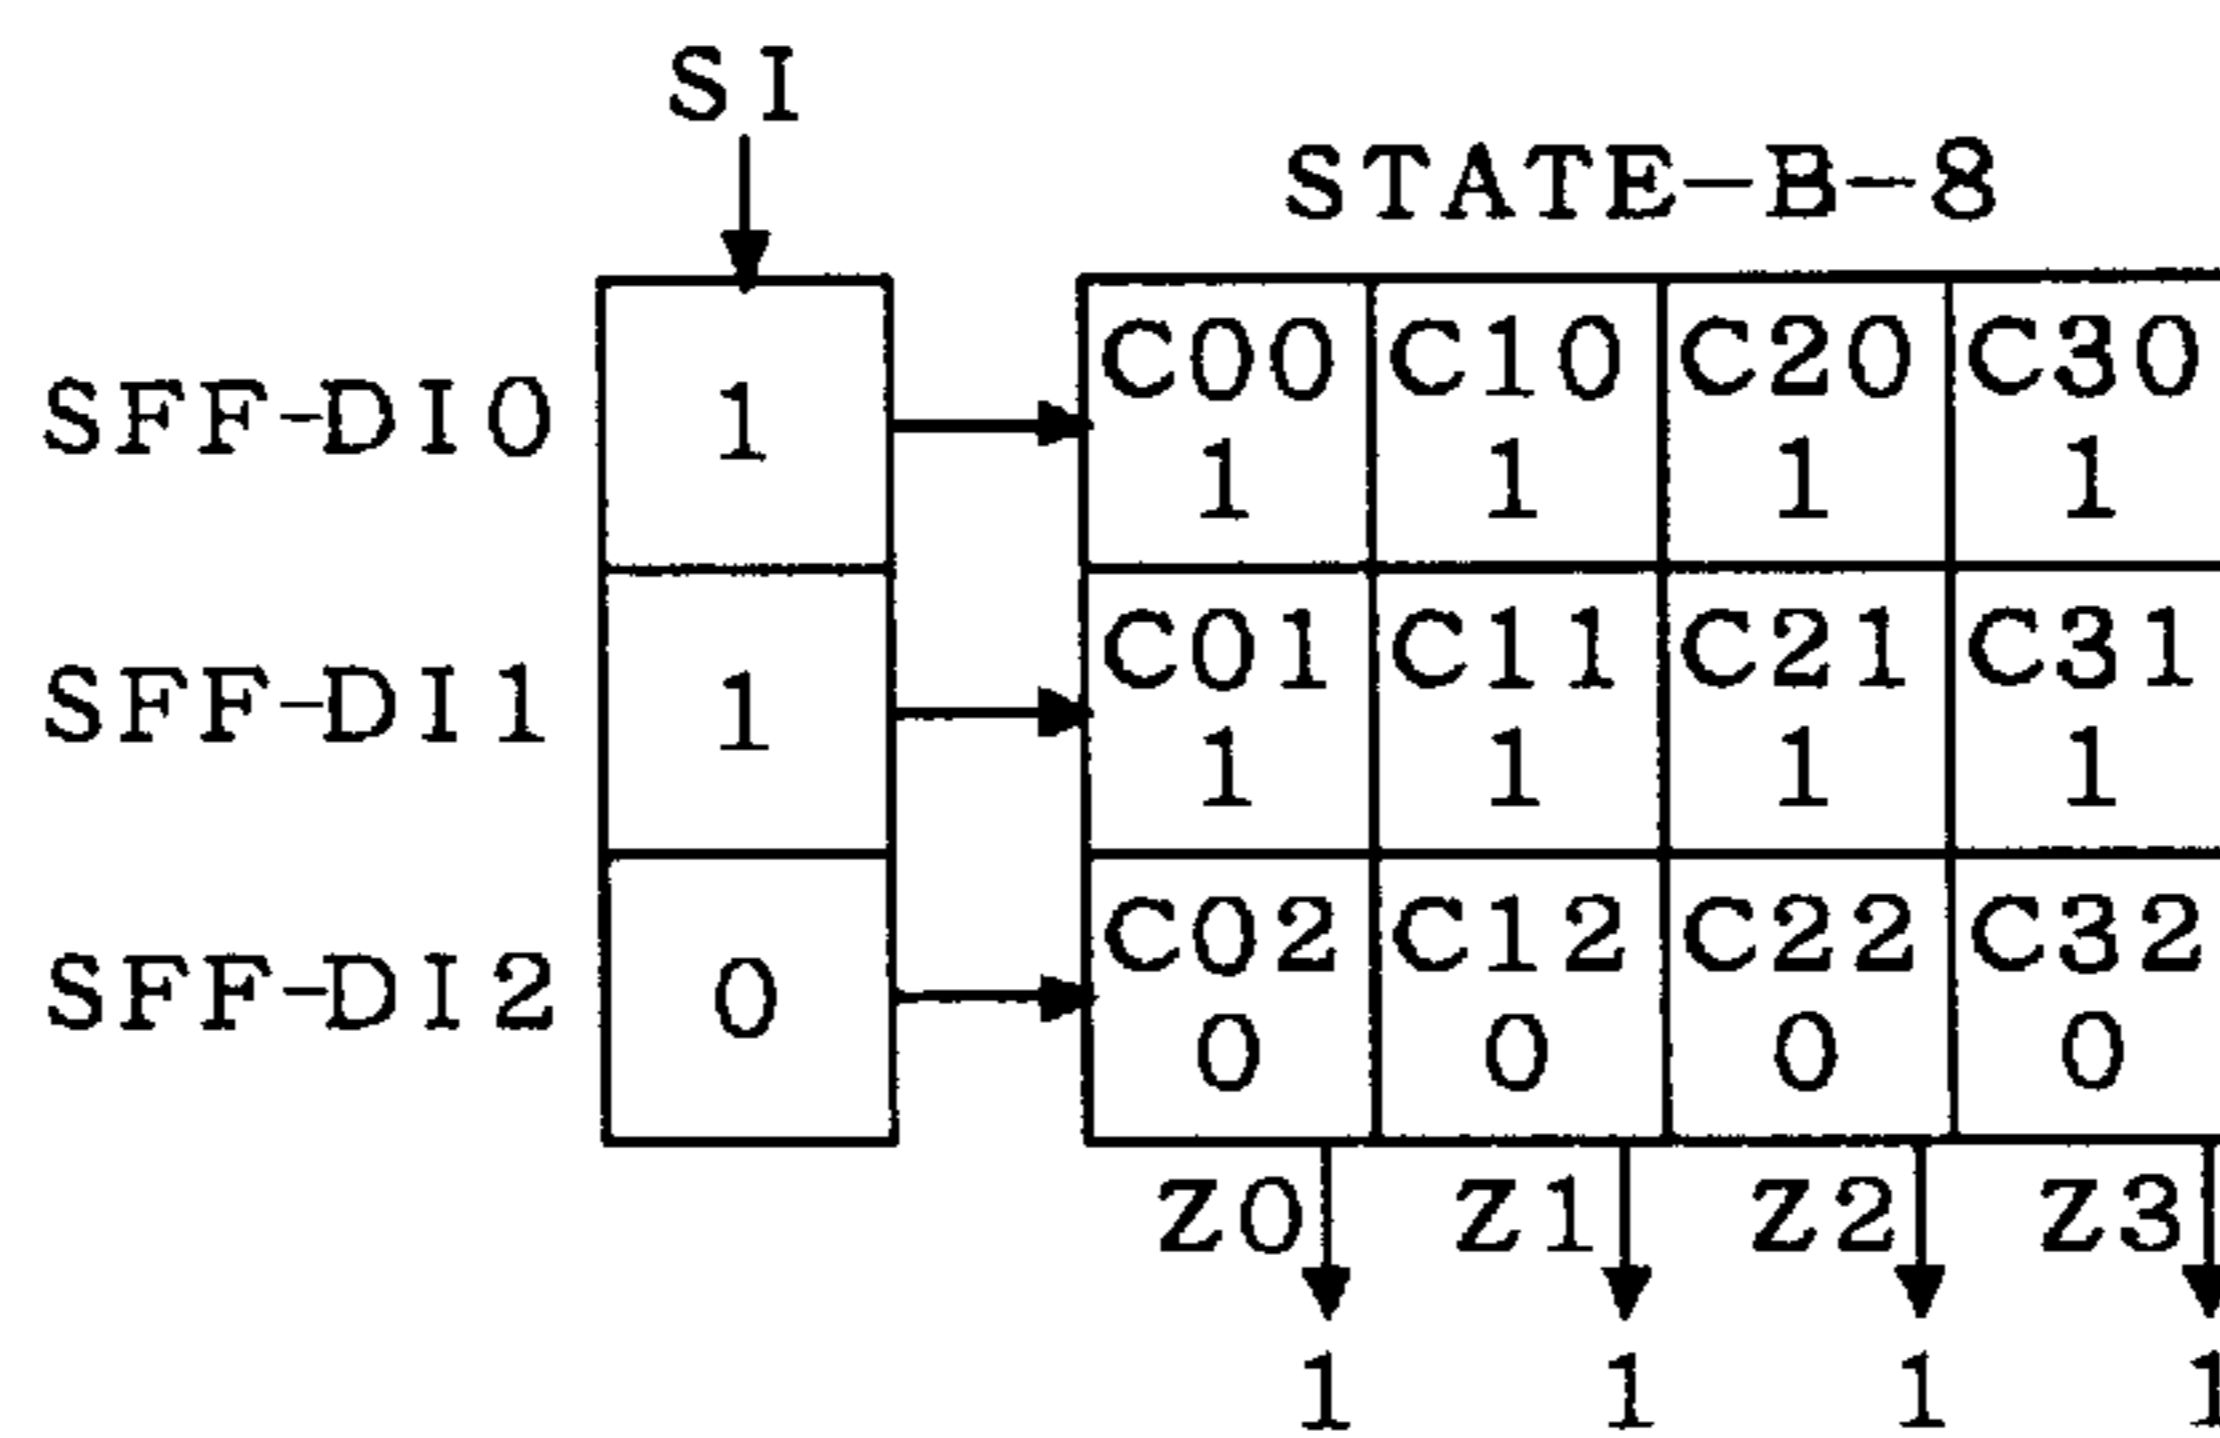 SI
STATE-B-8
SFF-DI0 1 C00 C10 C20 C30
1 1 1 1
SFF-DI1 1 C01 C11 C21 C31
1 1 1 1
SFF-DI2 0 C02 C12 C22 C32
0 0 0 0
Z0 Z1 Z2 Z3
1 1 1 1